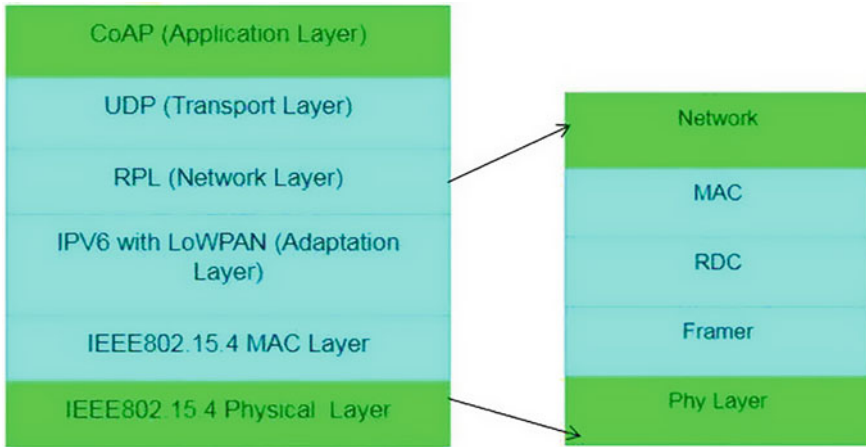 CoAP (Application Layer)
UDP (Transport Layer)
RPL (Network Layer)
IPV6 with LoWPAN (Adaptation
Layer)
IEEE802.15.4 MAC Layer
IEEE802.15.4 Physical Layer
Network
MAC
RDC
Framer
Phy Layer